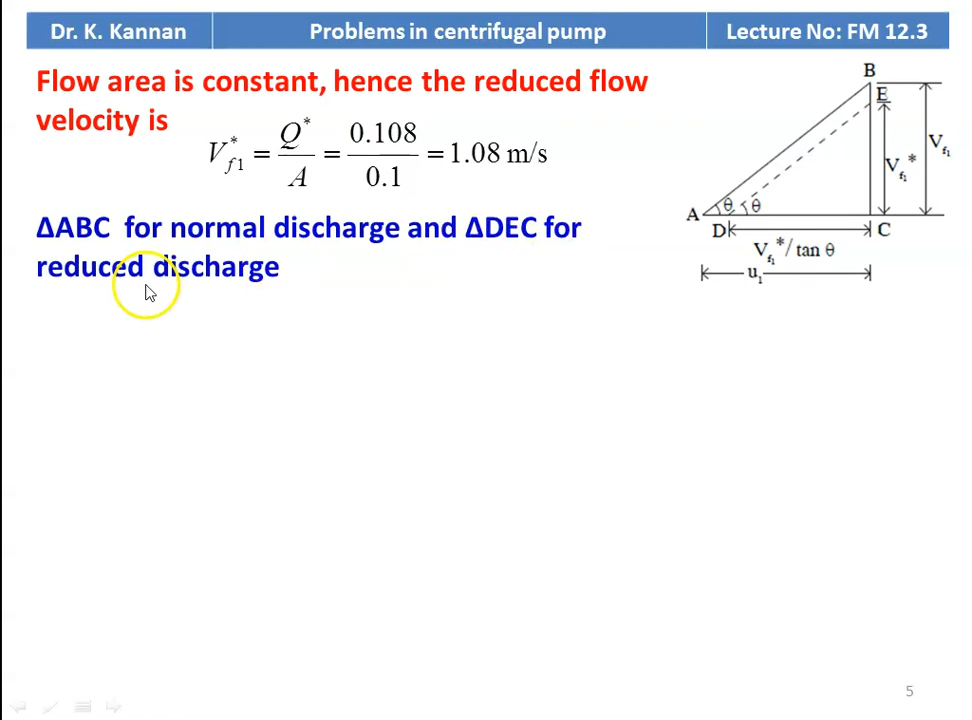 Dr. K. Kannan Problems in centrifugal pump Lecture No: FM 12.3
Flow area is constant, hence the reduced flow
velocity is
V*f1 = Q*/A = 0.108/0.1 = 1.08 m/s
ΔABC for normal discharge and ΔDEC for
reduced discharge
B
E
Vf1
Vf1*
A θ θ
D C
Vf1*/tan θ
u1
5